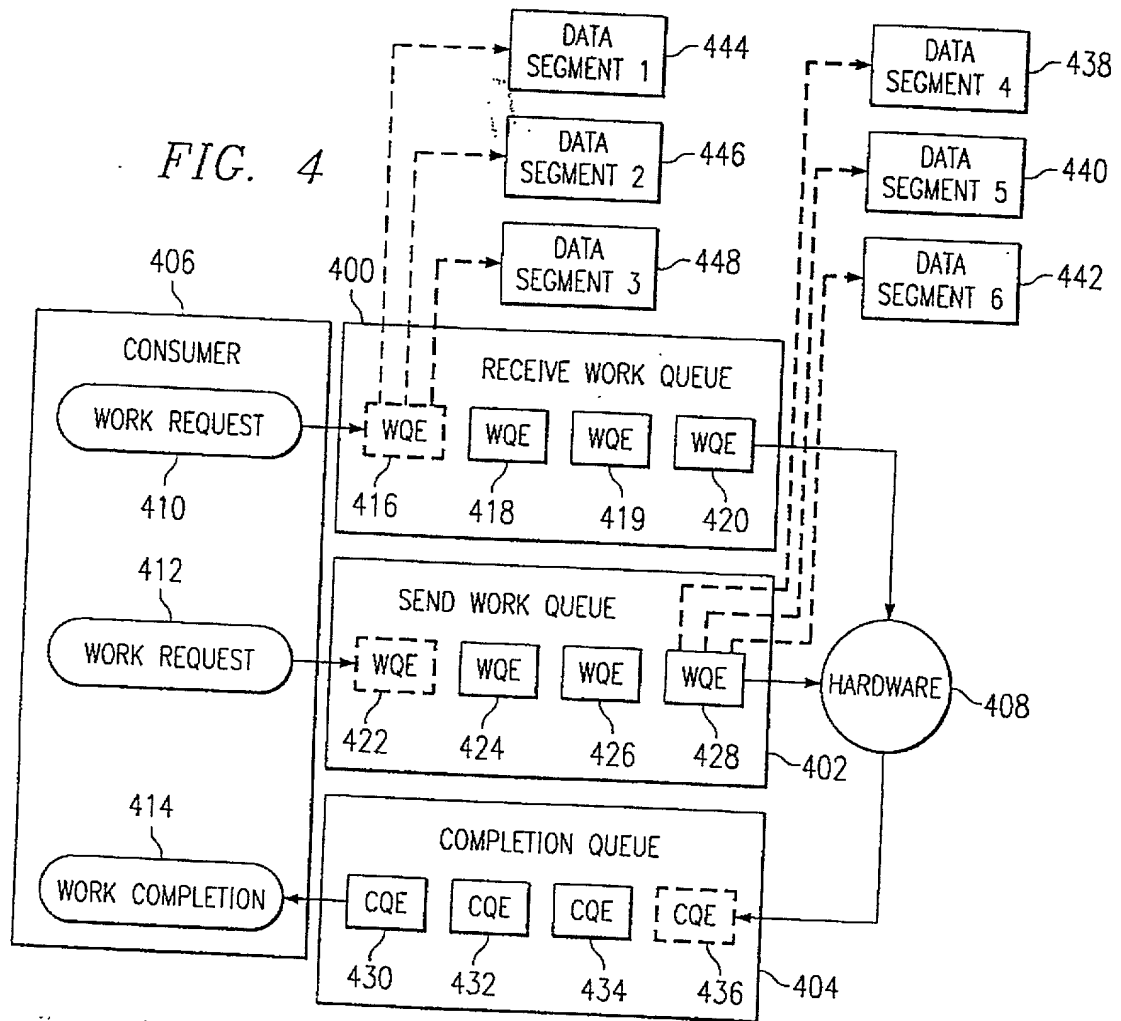 DATA
SEGMENT 1
444
DATA
SEGMENT 4
438
FIG. 4
DATA
SEGMENT 2
446
DATA
SEGMENT 5
440
DATA
SEGMENT 3
448
DATA
SEGMENT 6
442
406
400
CONSUMER
RECEIVE WORK QUEUE
WORK REQUEST
WQE
WQE
WQE
WQE
410
416
418
419
420
412
SEND WORK QUEUE
WORK REQUEST
WQE
WQE
WQE
WQE
HARDWARE
408
422
424
426
428
402
414
COMPLETION QUEUE
WORK COMPLETION
CQE
CQE
CQE
CQE
430
432
434
436
404